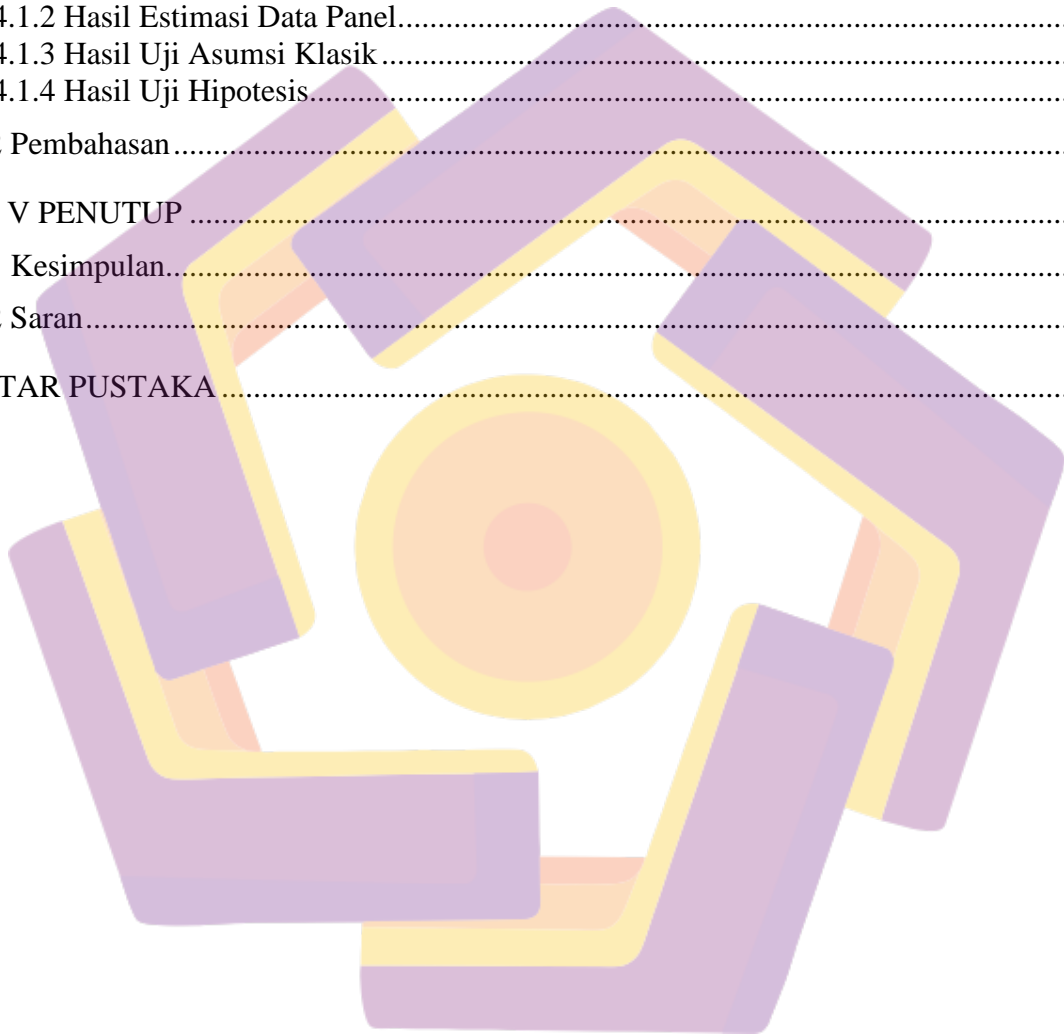 4.1.2 Hasil Estimasi Data Panel
4.1.3 Hasil Uji Asumsi Klasik
4.1.4 Hasil Uji Hipotesis
Pembahasan
V PENUTUP
Kesimpulan
Saran
TAR PUSTAKA